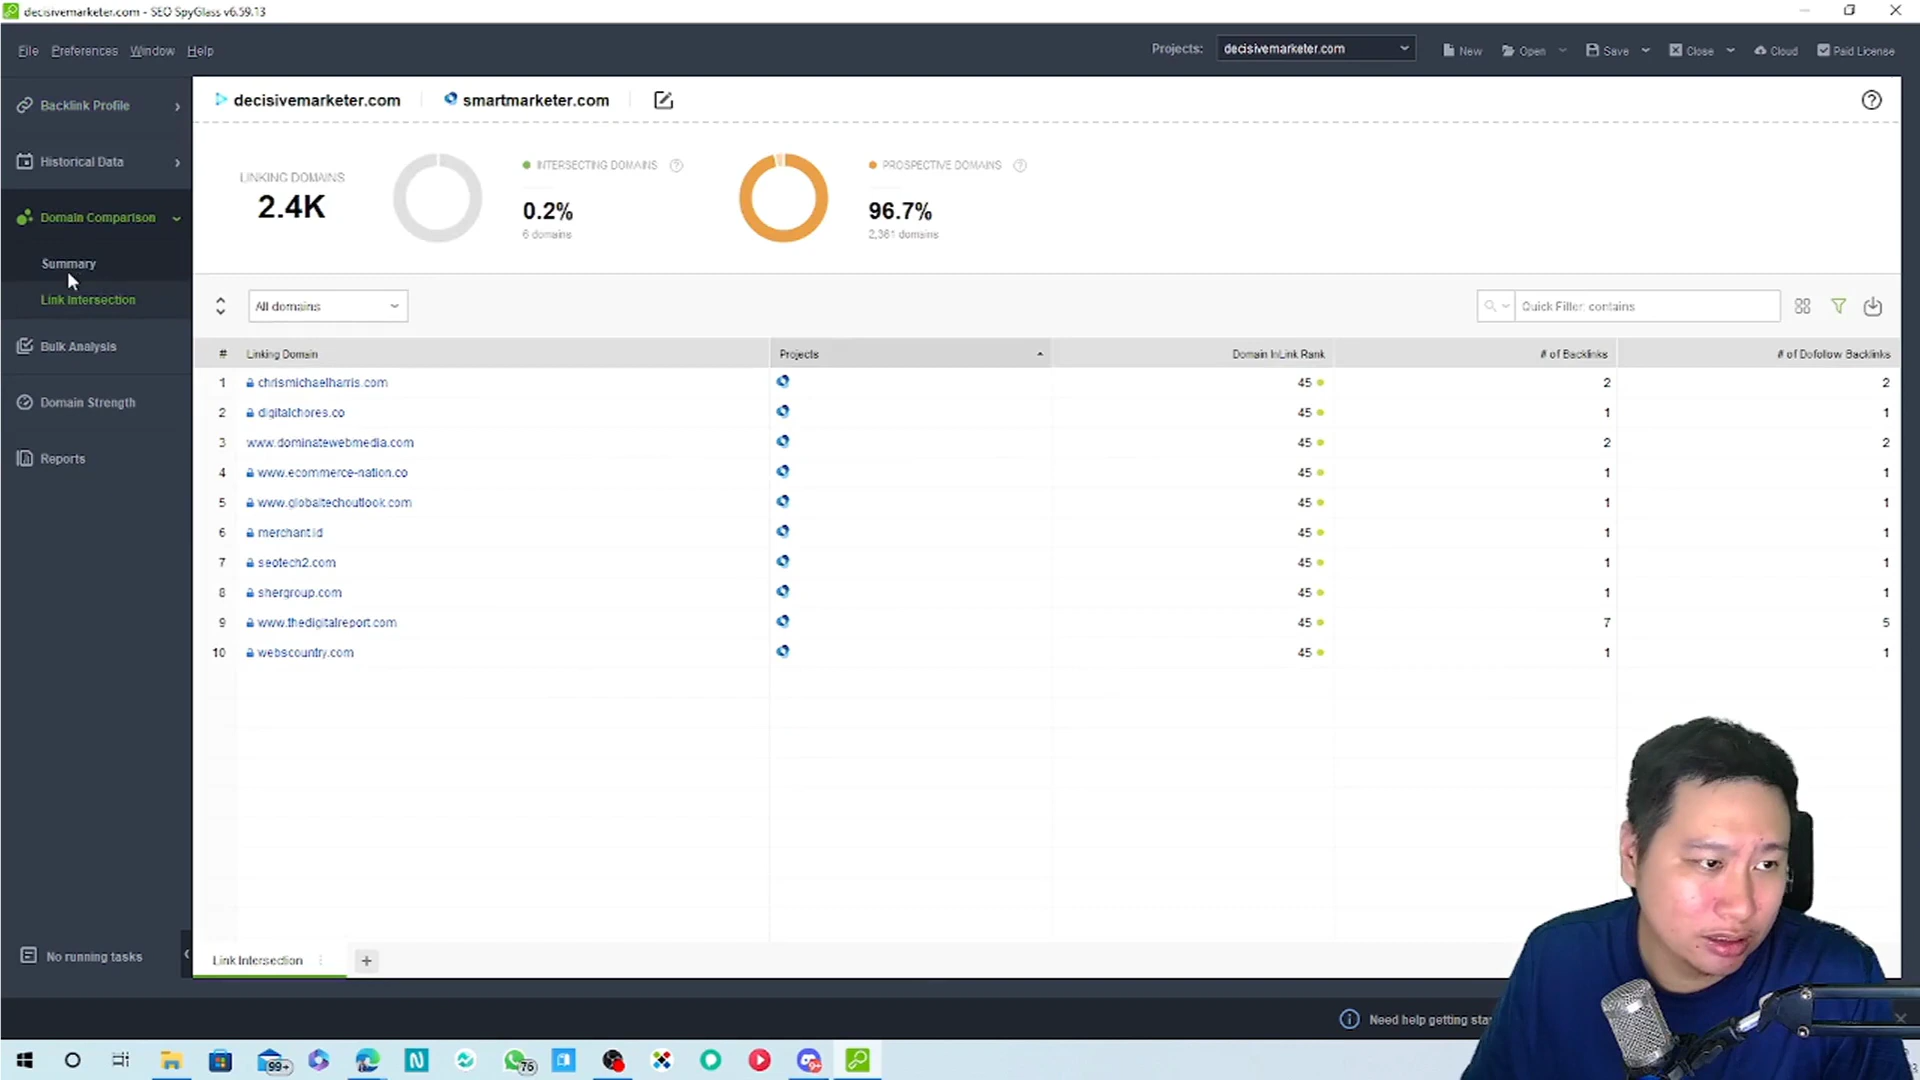 decisivemarketer.com - SEO SpyGlass v6.59.13
File Preferences Window Help
Projects: decisivemarketer.com New Open Save Close Cloud Paid License
Backlink Profile
Historical Data
Domain Comparison
Summary
Link Intersection
Bulk Analysis
Domain Strength
Reports
No running tasks
decisivemarketer.com smartmarketer.com
LINKING DOMAINS
2.4K
INTERSECTING DOMAINS
0.2%
6 domains
PROSPECTIVE DOMAINS
96.7%
2,361 domains
All domains
Quick Filter: contains
# Linking Domain Projects Domain InLink Rank # of Backlinks # of Dofollow Backlinks
1 chrismichaelharris.com 45 2 2
2 digitalchores.co 45 1 1
3 www.dominatewebmedia.com 45 2 2
4 www.ecommerce-nation.co 45 1 1
5 www.globaltechoutlook.com 45 1 1
6 merchant.id 45 1 1
7 seotech2.com 45 1 1
8 shergroup.com 45 1 1
9 www.thedigitalreport.com 45 7 5
10 webscountry.com 45 1 1
Link Intersection
Need help getting sta
99+
76